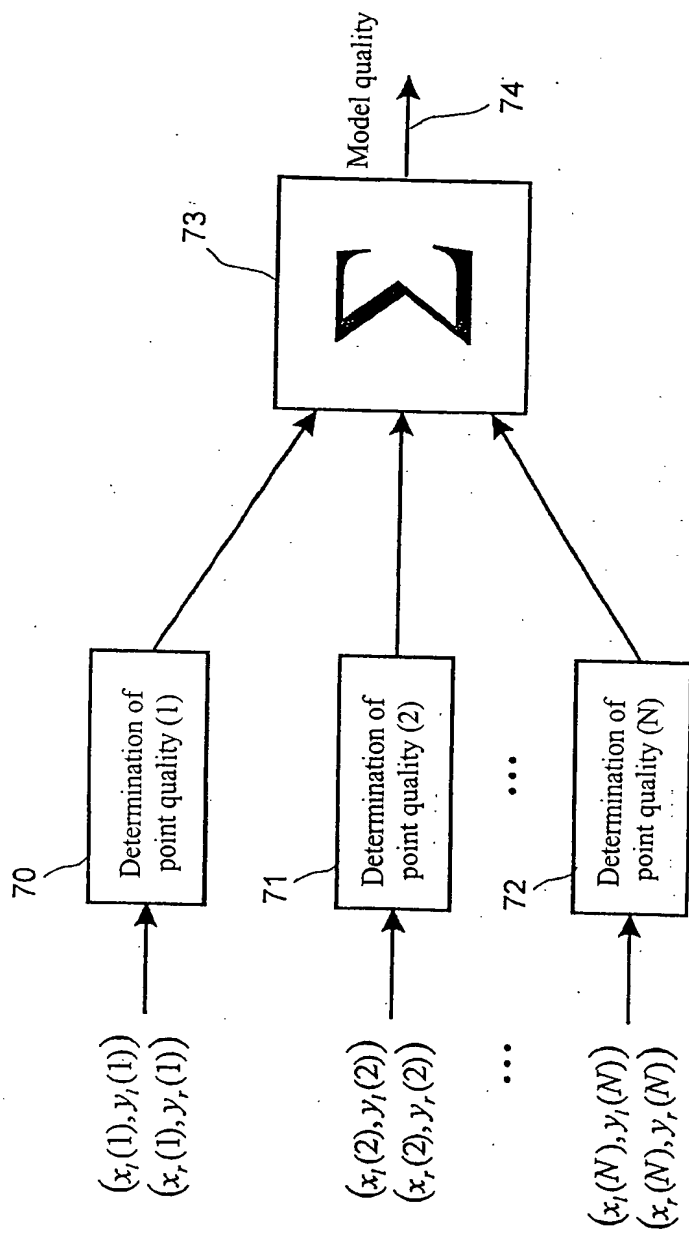 70
(x_l(1), y_l(1))
(x_r(1), y_r(1))
Determination of
point quality (1)
71
(x_l(2), y_l(2))
(x_r(2), y_r(2))
Determination of
point quality (2)
...
...
72
(x_l(N), y_l(N))
(x_r(N), y_r(N))
Determination of
point quality (N)
73
Σ
Model quality
74